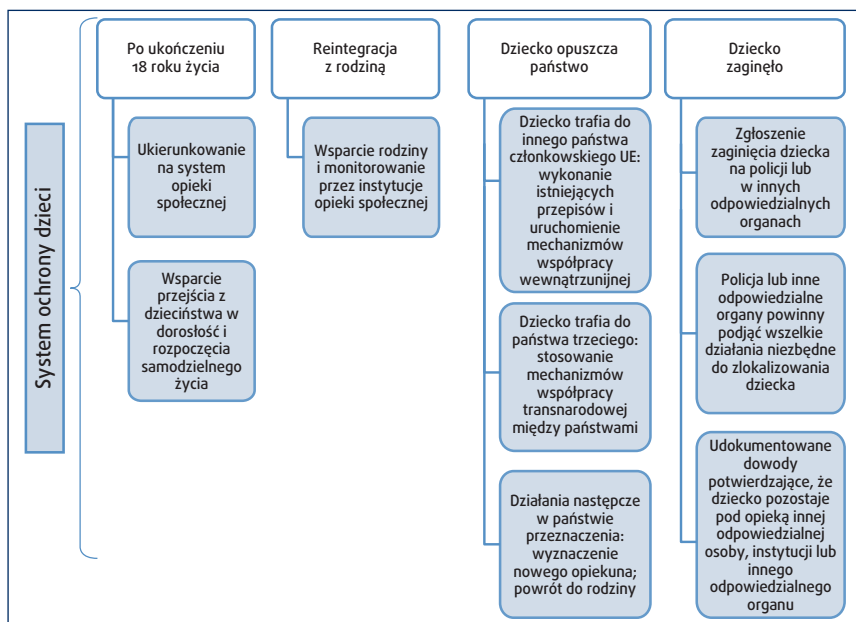 System ochrony dzieci
Po ukończeniu
18 roku życia
Ukierunkowanie
na system
opieki
społecznej
Wsparcie
przejścia z
dzieciństwa w
dorosłość i
rozpoczęcia
samodzielnego
życia
Reintegracja
z rodziną
Wsparcie rodziny
i monitorowanie
przez instytucje
opieki społecznej
Dziecko opuszcza
państwo
Dziecko trafia do
innego państwa
członkowskiego UE:
wykonanie
istniejących
przepisów i
uruchomienie
mechanizmów
współpracy
wewnątrzunijnej
Dziecko trafia do
państwa trzeciego:
stosowanie
mechanizmów
współpracy
transnarodowej
między państwami
Działania następcze
w państwie
przeznaczenia:
wyznaczenie
nowego opiekuna;
powrót do rodziny
Dziecko
zaginęło
Zgłoszenie
zaginięcia dziecka
na policji lub
w innych
odpowiedzialnych
organach
Policja lub inne
odpowiedzialne
organy powinny
podjąć wszelkie
działania niezbędne
do zlokalizowania
dziecka
Udokumentowane
dowody
potwierdzające, że
dziecko pozostaje
pod opieką innej
odpowiedzialnej
osoby, instytucji lub
innego
odpowiedzialnego
organu